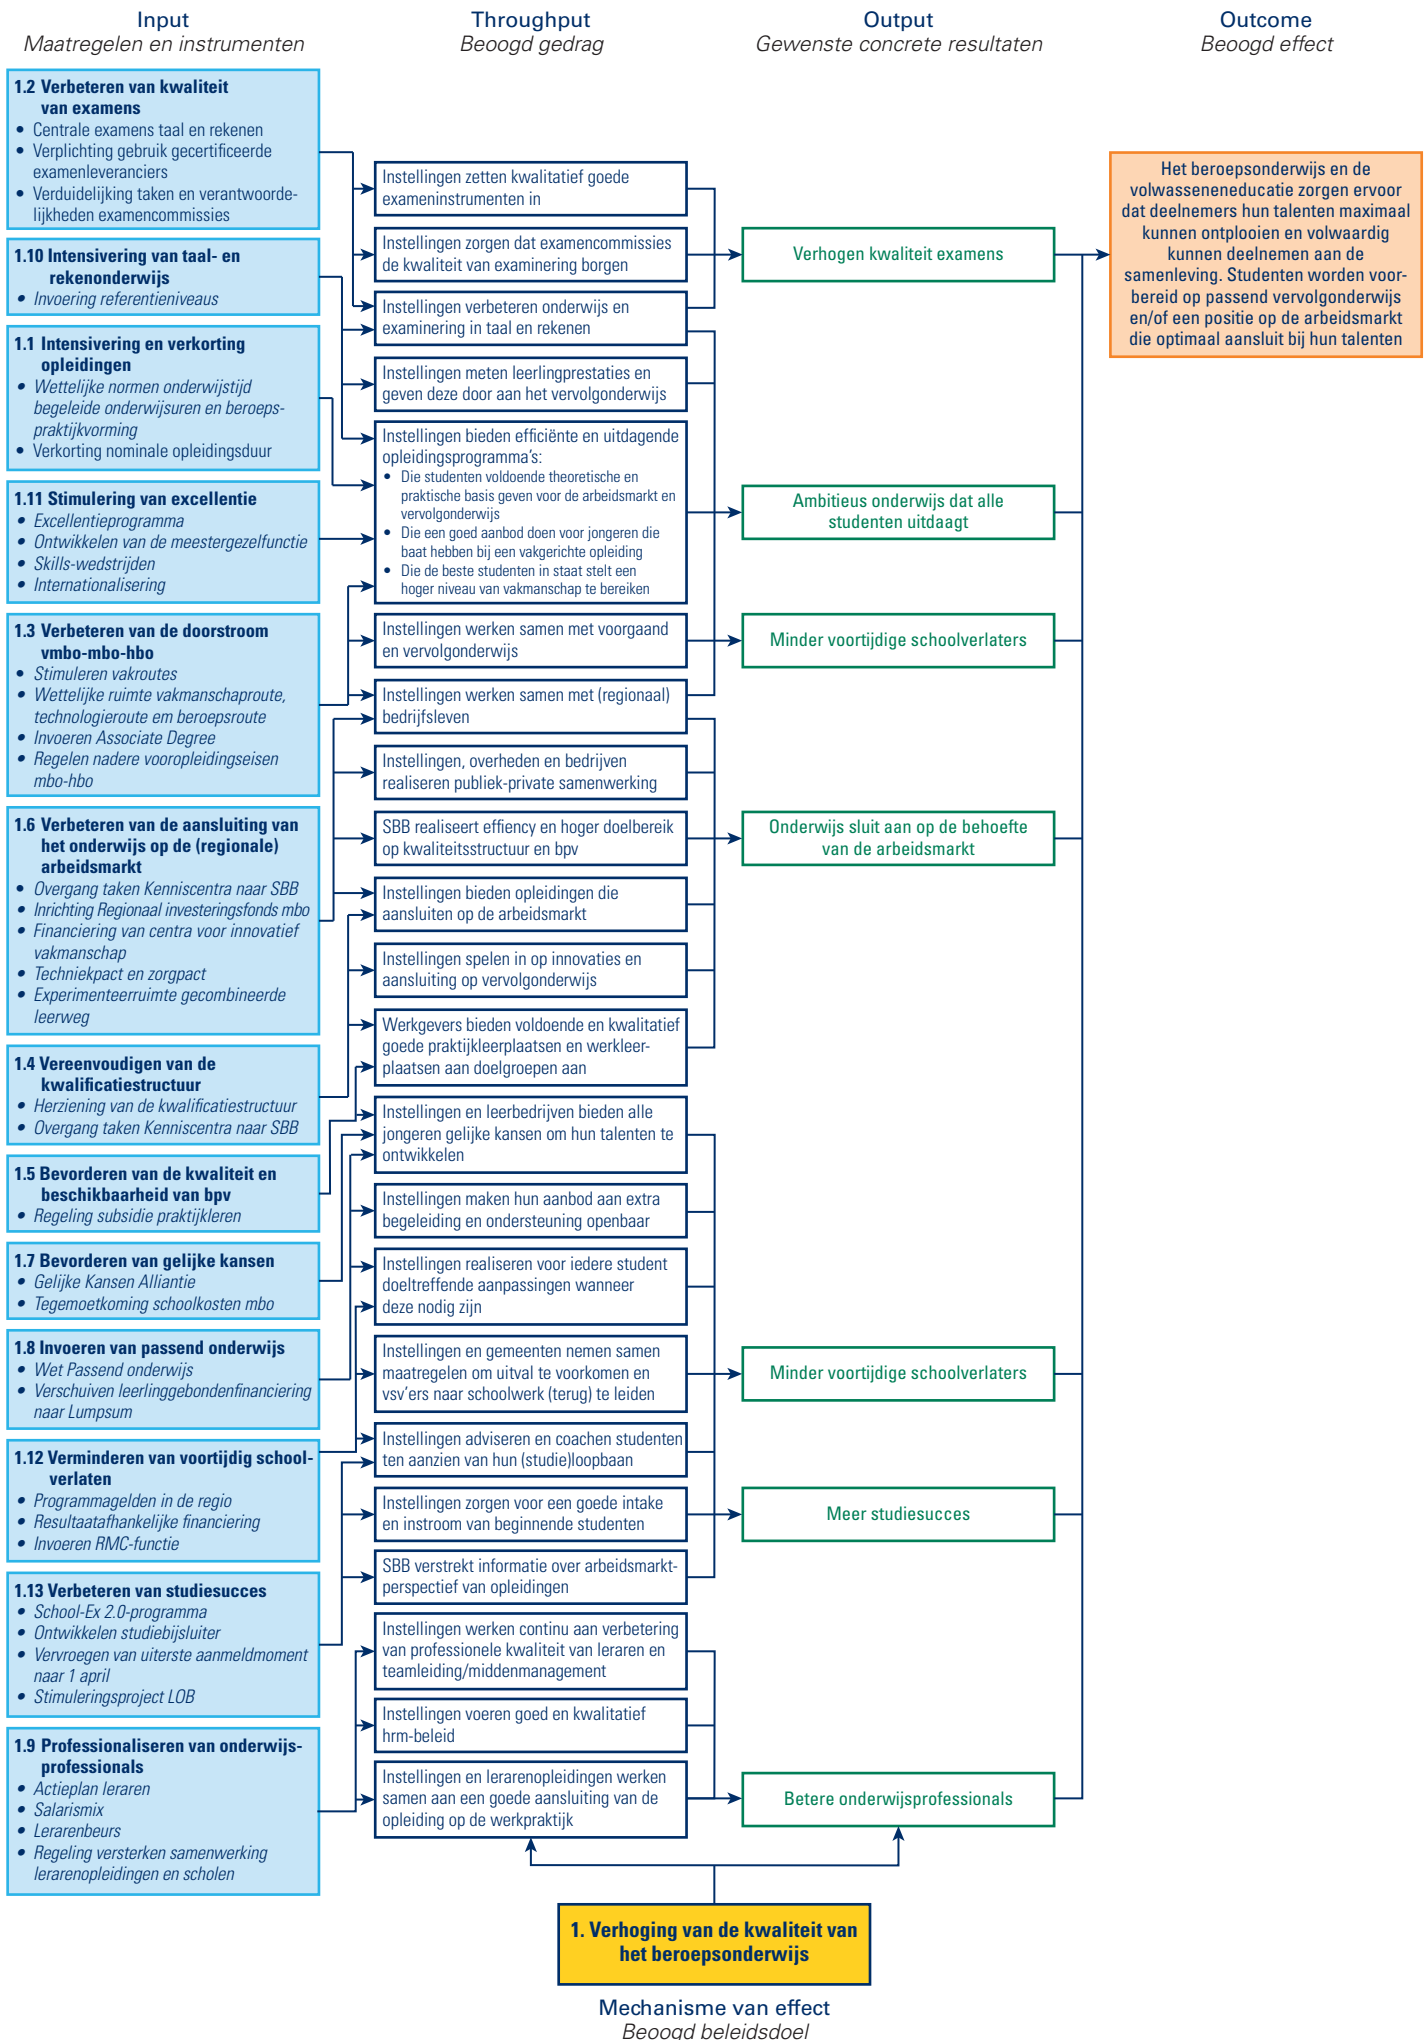 Input
Maatregelen en instrumenten
Throughput
Beoogd gedrag
Output
Gewenste concrete resultaten
Outcome
Beoogd effect
1.2 Verbeteren van kwaliteit
van examens
• Centrale examens taal en rekenen
• Verplichting gebruik gecertificeerde
examenleveranciers
• Verduidelijking taken en verantwoorde-
lijkheden examencommissies
1.10 Intensivering van taal- en
rekenonderwijs
• Invoering referentieniveaus
1.1 Intensivering en verkorting
opleidingen
• Wettelijke normen onderwijstijd
begeleide onderwijsuren en beroeps-
praktijkvorming
• Verkorting nominale opleidingsduur
1.11 Stimulering van excellentie
• Excellentieprogramma
• Ontwikkelen van de meestergezelfunctie
• Skills-wedstrijden
• Internationalisering
1.3 Verbeteren van de doorstroom
vmbo-mbo-hbo
• Stimuleren vakroutes
• Wettelijke ruimte vakmanschaproute,
technologieroute em beroepsroute
• Invoeren Associate Degree
• Regelen nadere vooropleidingseisen
mbo-hbo
1.6 Verbeteren van de aansluiting van
het onderwijs op de (regionale)
arbeidsmarkt
• Overgang taken Kenniscentra naar SBB
• Inrichting Regionaal investeringsfonds mbo
• Financiering van centra voor innovatief
vakmanschap
• Techniekpact en zorgpact
• Experimenteerruimte gecombineerde
leerweg
1.4 Vereenvoudigen van de
kwalificatiestructuur
• Herziening van de kwalificatiestructuur
• Overgang taken Kenniscentra naar SBB
1.5 Bevorderen van de kwaliteit en
beschikbaarheid van bpv
• Regeling subsidie praktijkleren
1.7 Bevorderen van gelijke kansen
• Gelijke Kansen Alliantie
• Tegemoetkoming schoolkosten mbo
1.8 Invoeren van passend onderwijs
• Wet Passend onderwijs
• Verschuiven leerlinggebondenfinanciering
naar Lumpsum
1.12 Verminderen van voortijdig school-
verlaten
• Programmagelden in de regio
• Resultaatafhankelijke financiering
• Invoeren RMC-functie
1.13 Verbeteren van studiesucces
• School-Ex 2.0-programma
• Ontwikkelen studiebijsluiter
• Vervroegen van uiterste aanmeldmoment
naar 1 april
• Stimuleringsproject LOB
1.9 Professionaliseren van onderwijs-
professionals
• Actieplan leraren
• Salarismix
• Lerarenbeurs
• Regeling versterken samenwerking
lerarenopleidingen en scholen
Instellingen zetten kwalitatief goede
exameninstrumenten in
Instellingen zorgen dat examencommissies
de kwaliteit van examinering borgen
Instellingen verbeteren onderwijs en
examinering in taal en rekenen
Instellingen meten leerlingprestaties en
geven deze door aan het vervolgonderwijs
Instellingen bieden efficiënte en uitdagende
opleidingsprogramma's:
• Die studenten voldoende theoretische en
praktische basis geven voor de arbeidsmarkt en
vervolgonderwijs
• Die een goed aanbod doen voor jongeren die
baat hebben bij een vakgerichte opleiding
• Die de beste studenten in staat stelt een
hoger niveau van vakmanschap te bereiken
Instellingen werken samen met voorgaand
en vervolgonderwijs
Instellingen werken samen met (regionaal)
bedrijfsleven
Instellingen, overheden en bedrijven
realiseren publiek-private samenwerking
SBB realiseert effiency en hoger doelbereik
op kwaliteitsstructuur en bpv
Instellingen bieden opleidingen die
aansluiten op de arbeidsmarkt
Instellingen spelen in op innovaties en
aansluiting op vervolgonderwijs
Werkgevers bieden voldoende en kwalitatief
goede praktijkleerplaatsen en werkleer-
plaatsen aan doelgroepen aan
Instellingen en leerbedrijven bieden alle
jongeren gelijke kansen om hun talenten te
ontwikkelen
Instellingen maken hun aanbod aan extra
begeleiding en ondersteuning openbaar
Instellingen realiseren voor iedere student
doeltreffende aanpassingen wanneer
deze nodig zijn
Instellingen en gemeenten nemen samen
maatregelen om uitval te voorkomen en
vsv'ers naar schoolwerk (terug) te leiden
Instellingen adviseren en coachen studenten
ten aanzien van hun (studie)loopbaan
Instellingen zorgen voor een goede intake
en instroom van beginnende studenten
SBB verstrekt informatie over arbeidsmarkt-
perspectief van opleidingen
Instellingen werken continu aan verbetering
van professionele kwaliteit van leraren en
teamleiding/middenmanagement
Instellingen voeren goed en kwalitatief
hrm-beleid
Instellingen en lerarenopleidingen werken
samen aan een goede aansluiting van de
opleiding op de werkpraktijk
Verhogen kwaliteit examens
Ambitieus onderwijs dat alle
studenten uitdaagt
Minder voortijdige schoolverlaters
Onderwijs sluit aan op de behoefte
van de arbeidsmarkt
Minder voortijdige schoolverlaters
Meer studiesucces
Betere onderwijsprofessionals
Het beroepsonderwijs en de
volwasseneneducatie zorgen ervoor
dat deelnemers hun talenten maximaal
kunnen ontplooien en volwaardig
kunnen deelnemen aan de
samenleving. Studenten worden voor-
bereid op passend vervolgonderwijs
en/of een positie op de arbeidsmarkt
die optimaal aansluit bij hun talenten
1. Verhoging van de kwaliteit van
het beroepsonderwijs
Mechanisme van effect
Beoogd beleidsdoel